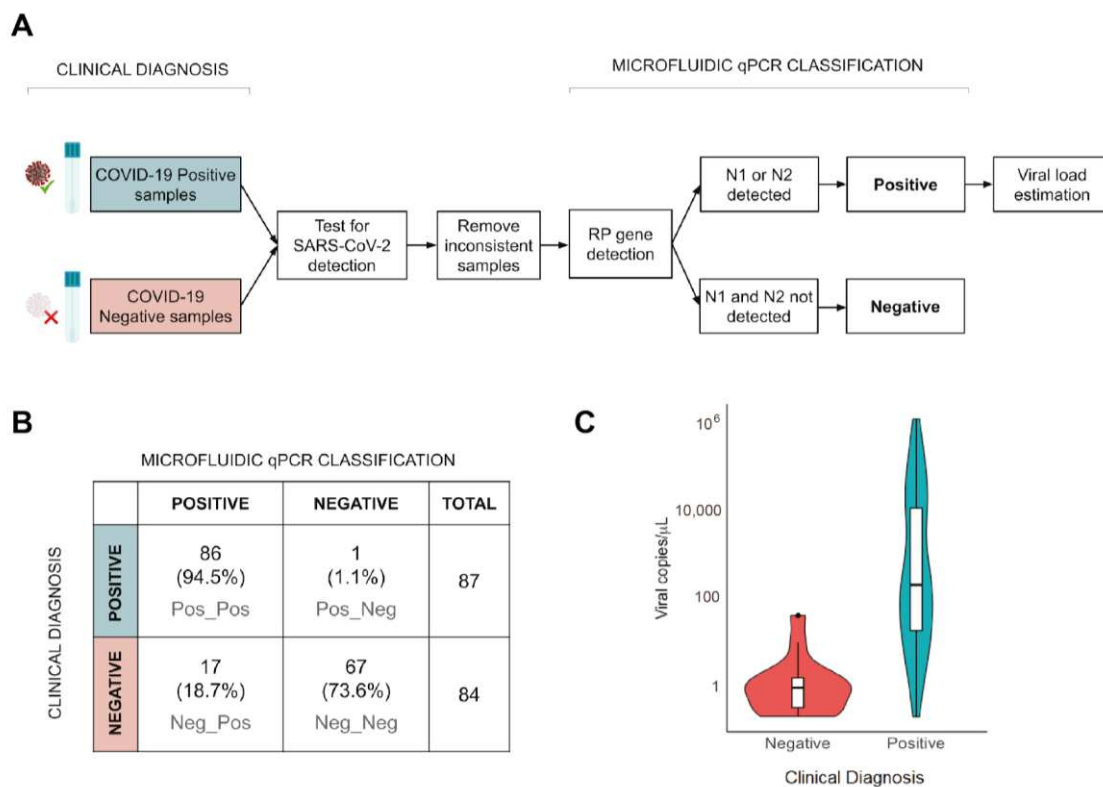 A
CLINICAL DIAGNOSIS
MICROFLUIDIC qPCR CLASSIFICATION
COVID-19 Positive
samples
COVID-19
Negative samples
Test for
SARS-CoV-2
detection
Remove
inconsistent
samples
RP gene
detection
N1 or N2
detected
Positive
Viral load
estimation
N1 and N2 not
detected
Negative
B
MICROFLUIDIC qPCR CLASSIFICATION
CLINICAL DIAGNOSIS
POSITIVE NEGATIVE TOTAL
POSITIVE
86 1 87
(94.5%) (1.1%)
Pos_Pos Pos_Neg
NEGATIVE
17 67 84
(18.7%) (73.6%)
Neg_Pos Neg_Neg
C
Viral copies/μL
10⁶
10,000
100
1
Negative Positive
Clinical Diagnosis